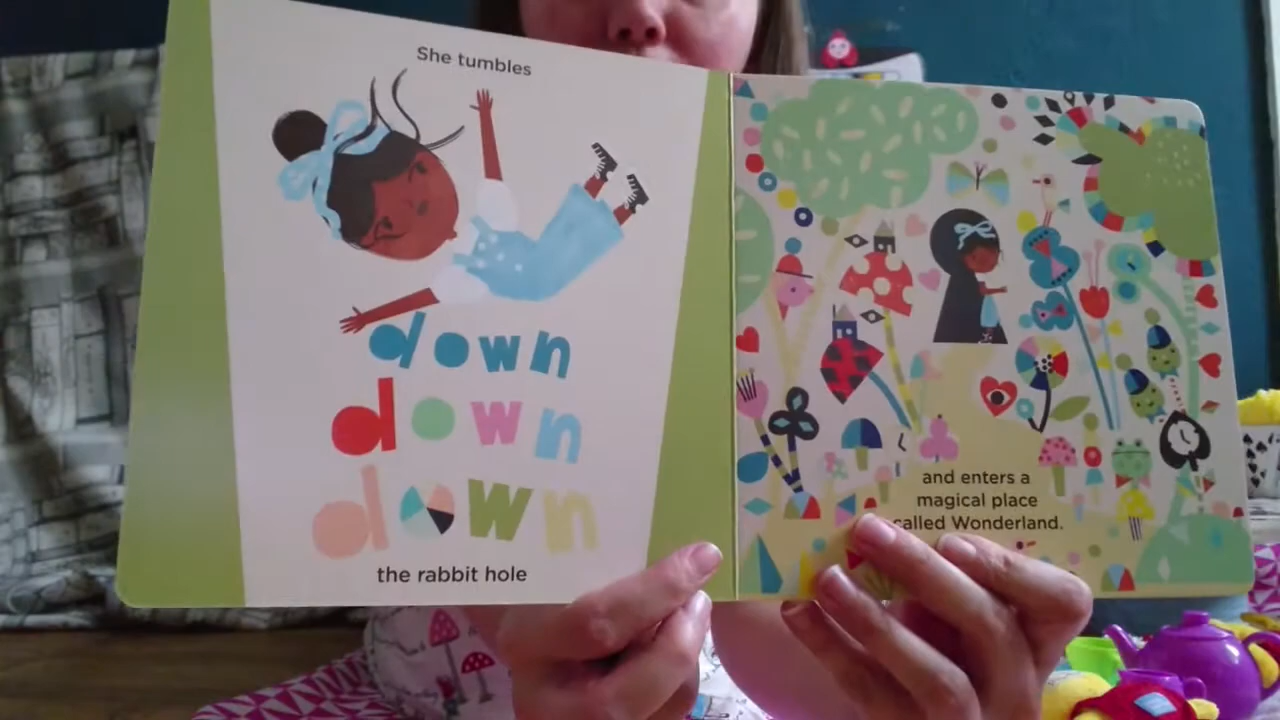 She tumbles
down
down
down
the rabbit hole
and enters a
magical place
called Wonderland.